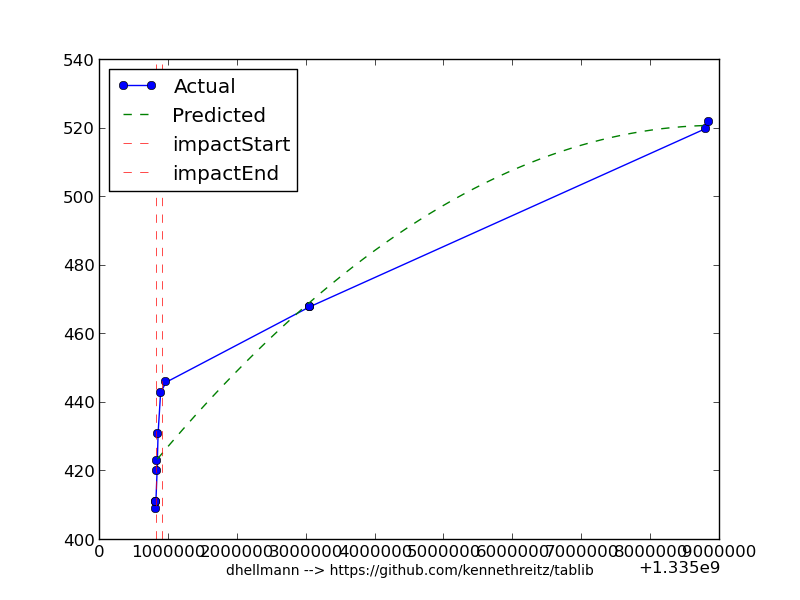 540
520
500
480
460
440
420
400
Actual
Predicted
impactStart
impactEnd
0 1000000 2000000 3000000 4000000 5000000 6000000 7000000 8000000 9000000
dhellmann --> https://github.com/kennethreitz/tablib
+1.335e9